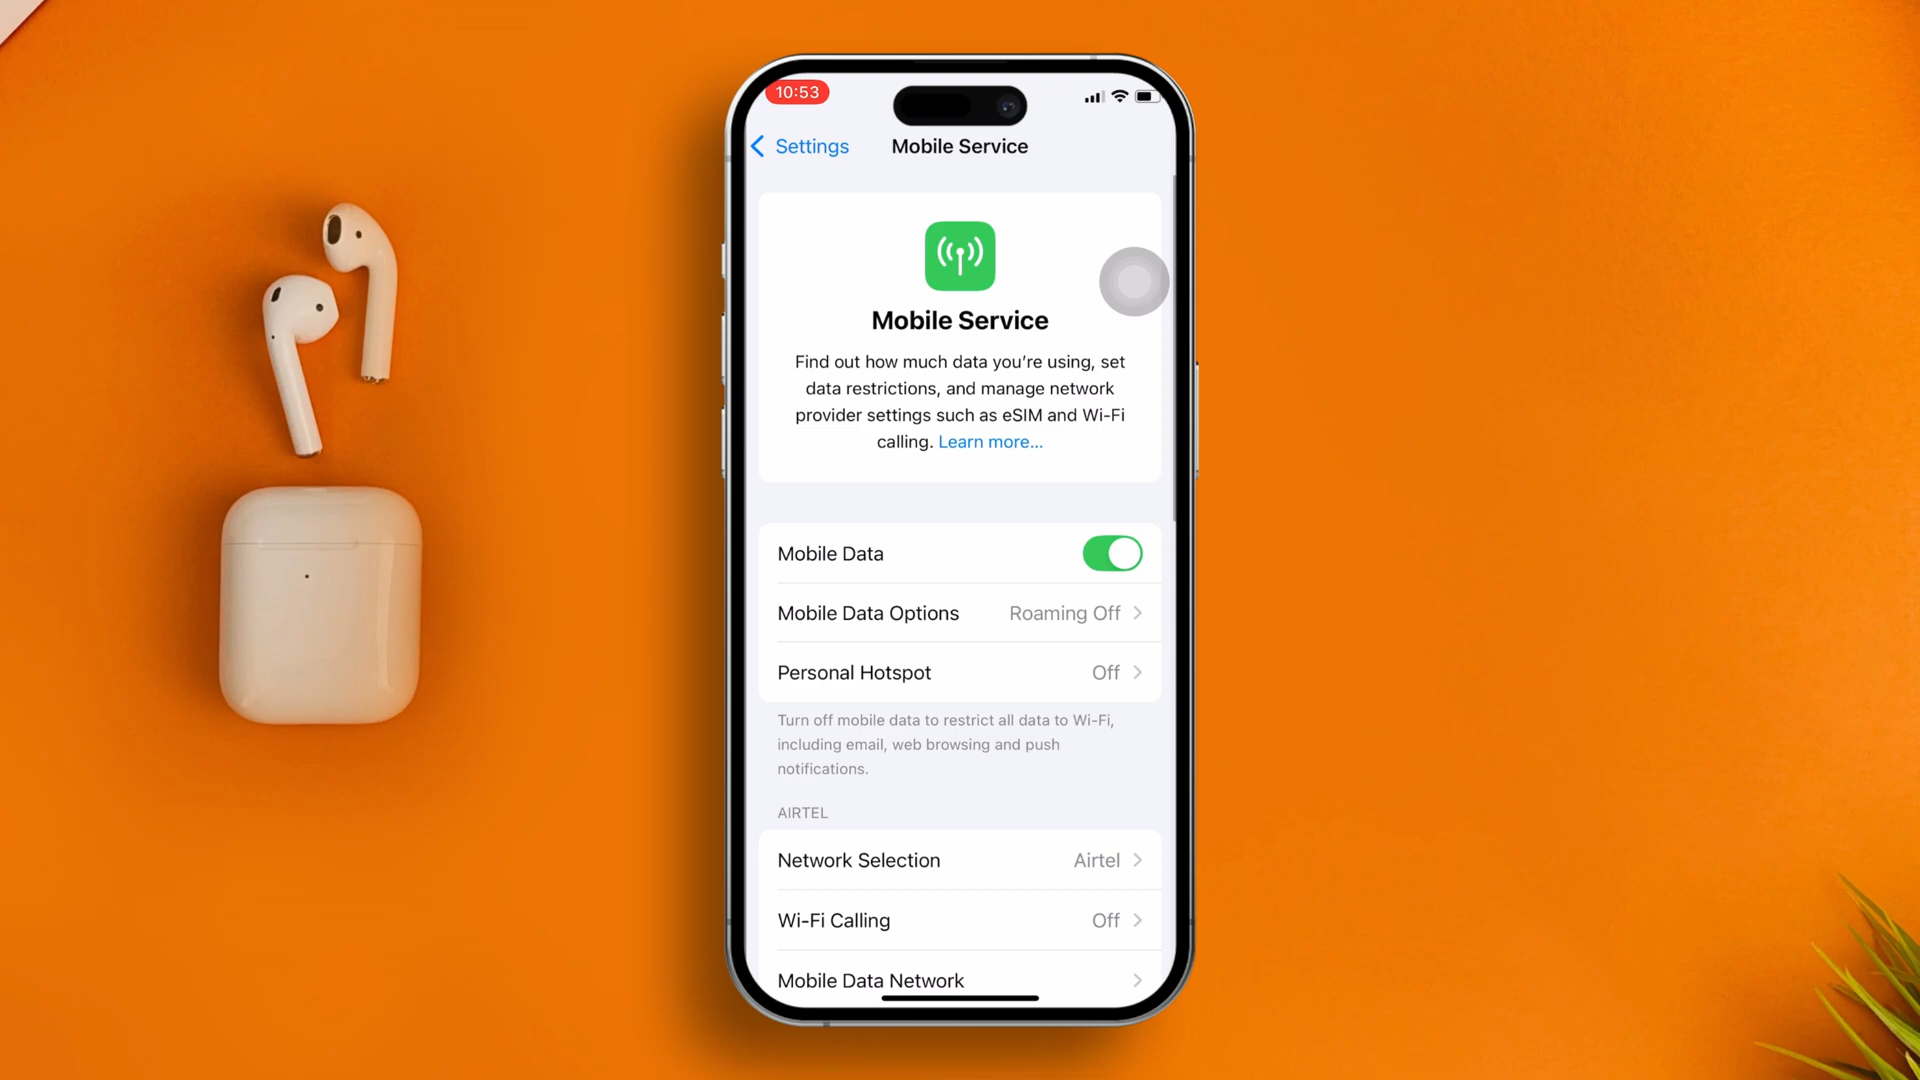 10:53
Settings
Mobile Service
Mobile Service
Find out how much data you’re using, set
data restrictions, and manage network
provider settings such as eSIM and Wi-Fi
calling. Learn more...
Mobile Data
Mobile Data Options Roaming Off
Personal Hotspot Off
Turn off mobile data to restrict all data to Wi-Fi,
including email, web browsing and push
notifications.
AIRTEL
Network Selection Airtel
Wi-Fi Calling Off
Mobile Data Network